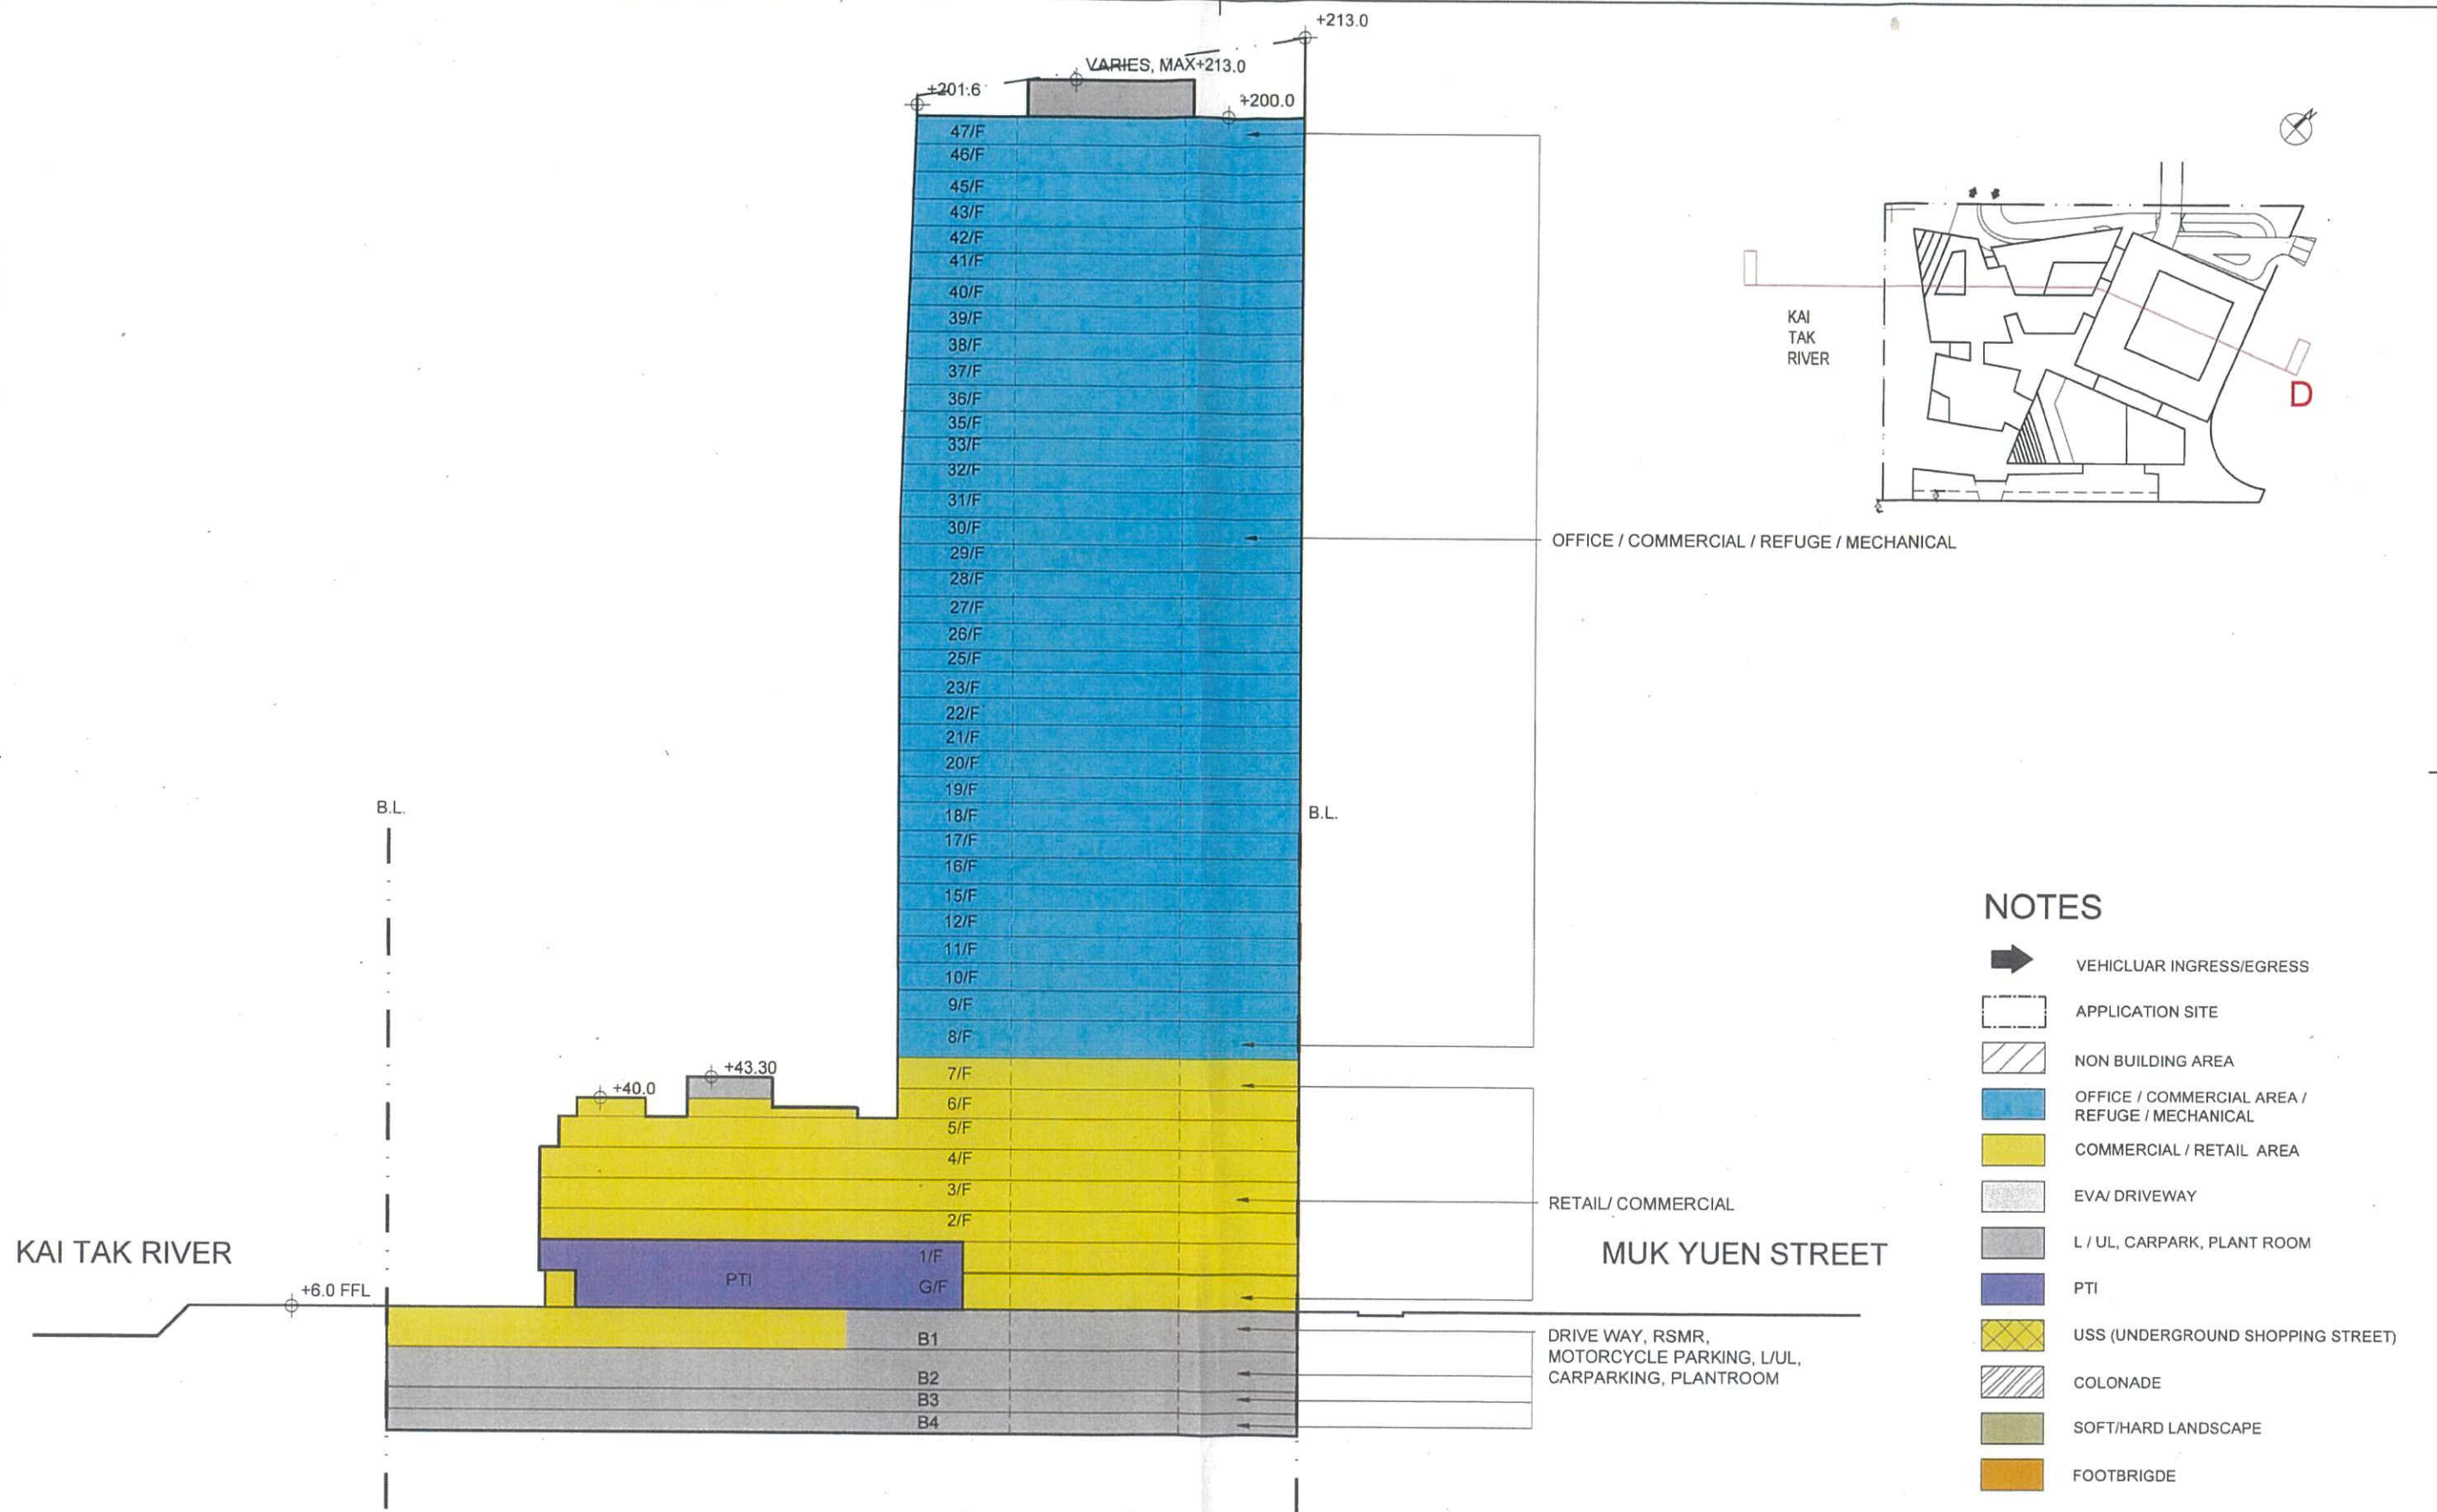 +213.0
VARIES, MAX+213.0
+201.6
+200.0
47/F
46/F
45/F
43/F
42/F
41/F
40/F
39/F
38/F
37/F
36/F
35/F
33/F
32/F
31/F
30/F
29/F
28/F
27/F
26/F
25/F
23/F
22/F
21/F
20/F
19/F
18/F
17/F
16/F
15/F
12/F
11/F
10/F
9/F
8/F
7/F
6/F
5/F
4/F
3/F
2/F
1/F
G/F
PTI
B1
B2
B3
B4
B.L.
B.L.
+43.30
+40.0
KAI TAK RIVER
+6.0 FFL
OFFICE / COMMERCIAL / REFUGE / MECHANICAL
RETAIL/ COMMERCIAL
MUK YUEN STREET
DRIVE WAY, RSMR,
MOTORCYCLE PARKING, L/UL,
CARPARKING, PLANTROOM
N
KAI
TAK
RIVER
D
NOTES
VEHICLUAR INGRESS/EGRESS
APPLICATION SITE
NON BUILDING AREA
OFFICE / COMMERCIAL AREA /
REFUGE / MECHANICAL
COMMERCIAL / RETAIL AREA
EVA/ DRIVEWAY
L / UL, CARPARK, PLANT ROOM
PTI
USS (UNDERGROUND SHOPPING STREET)
COLONADE
SOFT/HARD LANDSCAPE
FOOTBRIGDE